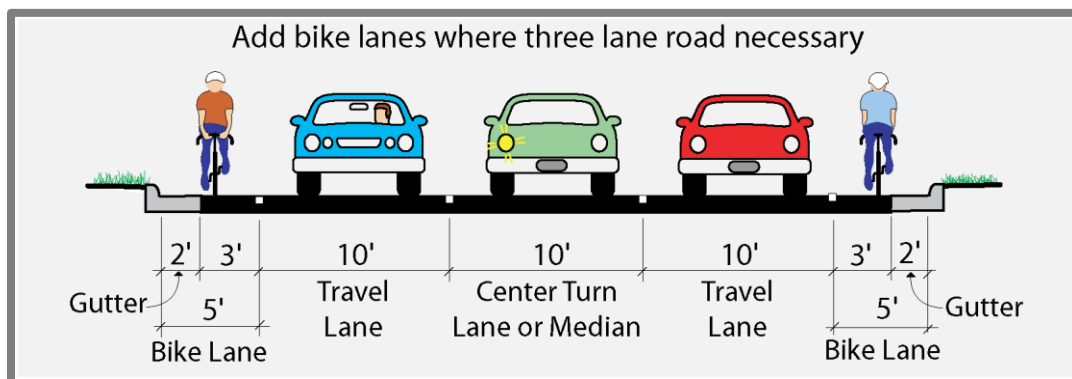 Add bike lanes where three lane road necessary
2' 3' 10' 10' 10' 3' 2'
Gutter Travel Center Turn Travel Gutter
5' Lane Lane or Median Lane 5'
Bike Lane Bike Lane